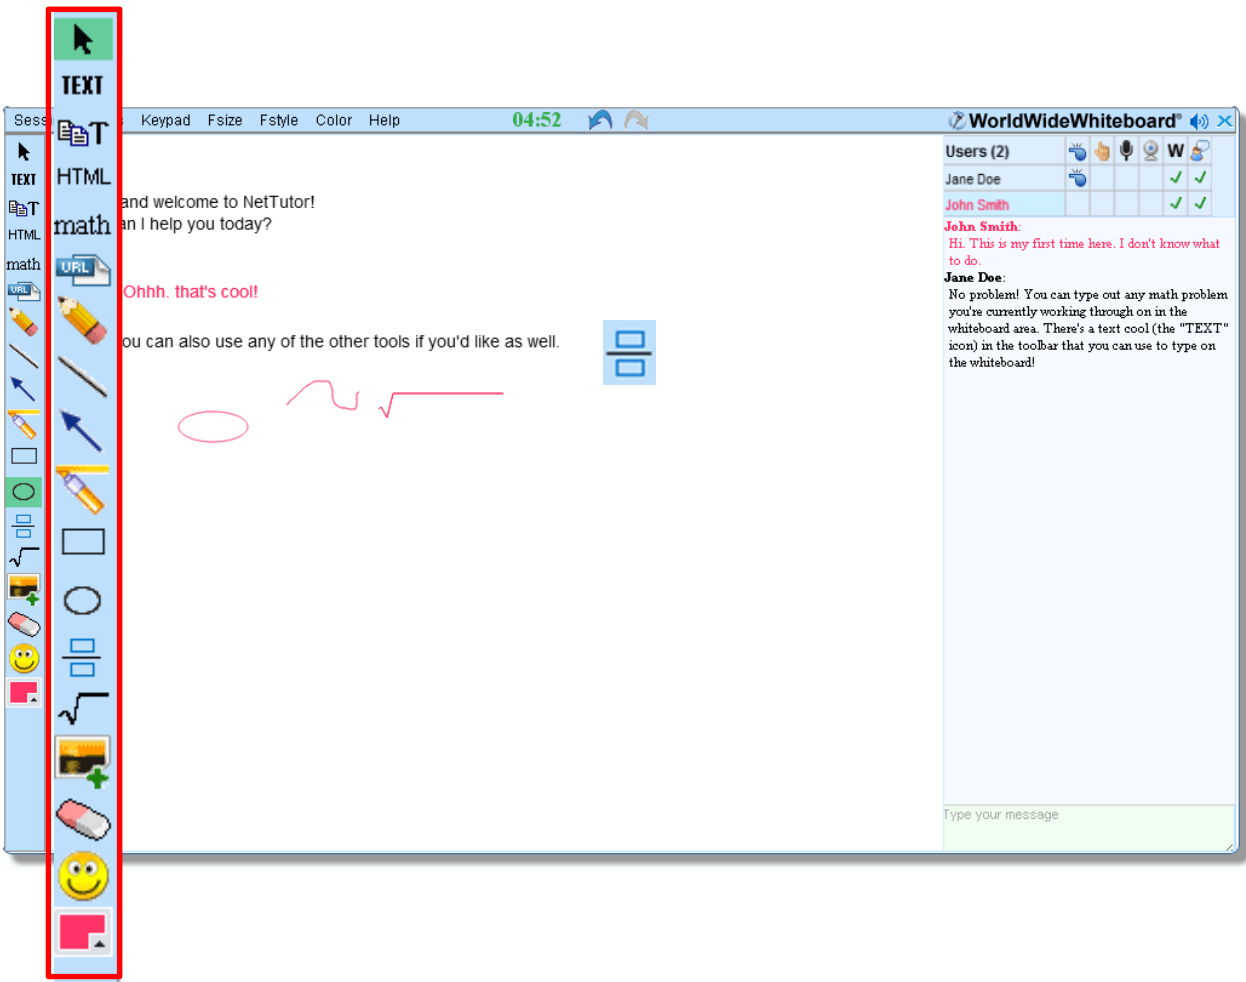 TEXT
T
HTML
math
URL
Sess
Keypad Fsize Fstyle Color Help
04:52
WorldWideWhiteboard®
TEXT
T
HTML
math
URL
and welcome to NetTutor!
an I help you today?
Ohhh. that's cool!
ou can also use any of the other tools if you'd like as well.
Users (2) W
Jane Doe
John Smith
John Smith:
Hi. This is my first time here. I don't know what
to do.
Jane Doe:
No problem! You can type out any math problem
you're currently working through on in the
whiteboard area. There's a text cool (the "TEXT"
icon) in the toolbar that you can use to type on
the whiteboard!
Type your message